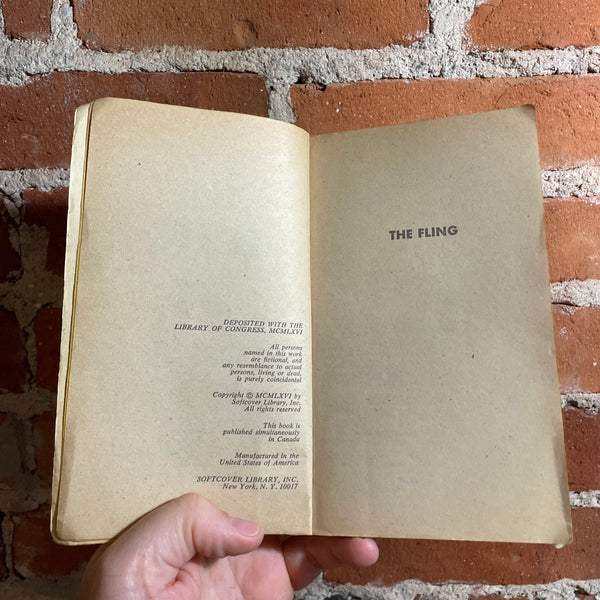 DEPOSITED WITH THE
LIBRARY OF CONGRESS, MCMLXVI
All persons
named in this work
are fictional, and
any resemblance to actual
persons, living or dead,
is purely coincidental
Copyright © MCMLXVI by
Softcover Library, Inc.
All rights reserved
This book is
published simultaneously
in Canada
Manufactured in the
United States of America
SOFTCOVER LIBRARY, INC.
New York, N. Y. 10017
THE FLING